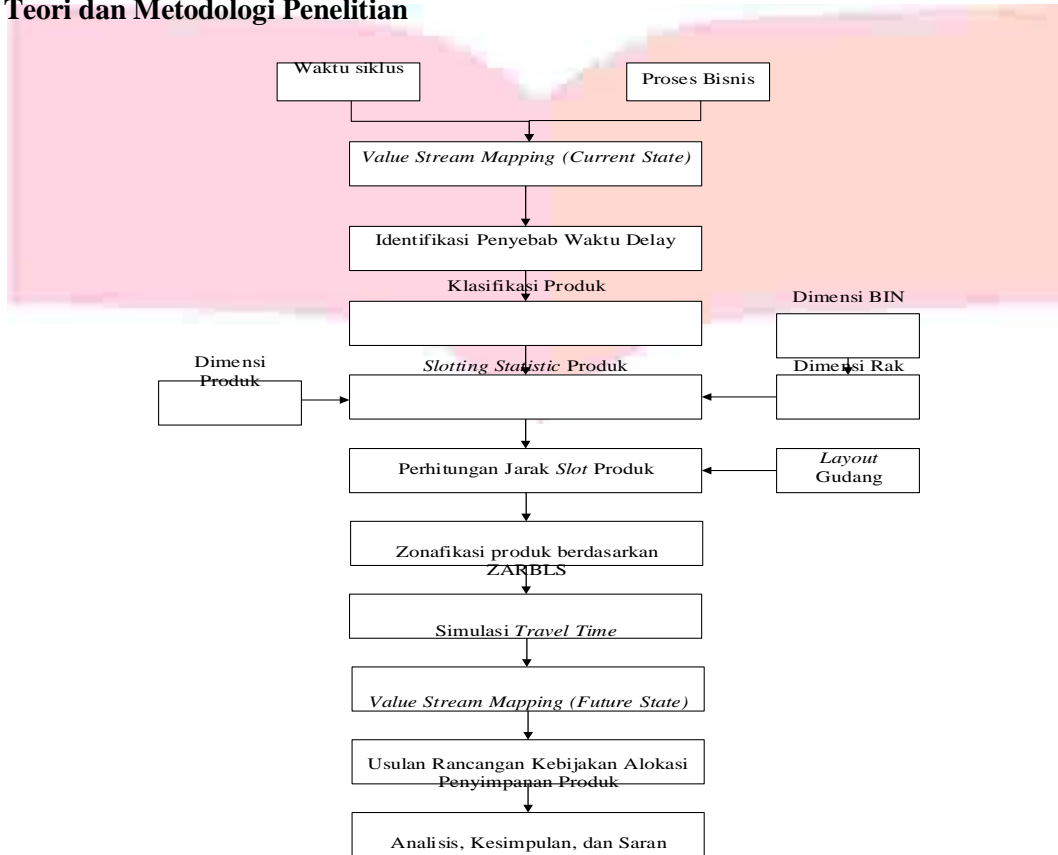 Teori dan Metodologi Penelitian
Waktu siklus
Proses Bisnis
Value Stream Mapping (Current State)
Identifikasi Penyebab Waktu Delay
Klasifikasi Produk
Dimensi BIN
Dimensi
Produk
Slotting Statistic Produk
Dimensi Rak
Perhitungan Jarak Slot Produk
Layout
Gudang
Zonafikasi produk berdasarkan
ZARBLS
Simulasi Travel Time
Value Stream Mapping (Future State)
Usulan Rancangan Kebijakan Alokasi
Penyimpanan Produk
Analisis, Kesimpulan, dan Saran